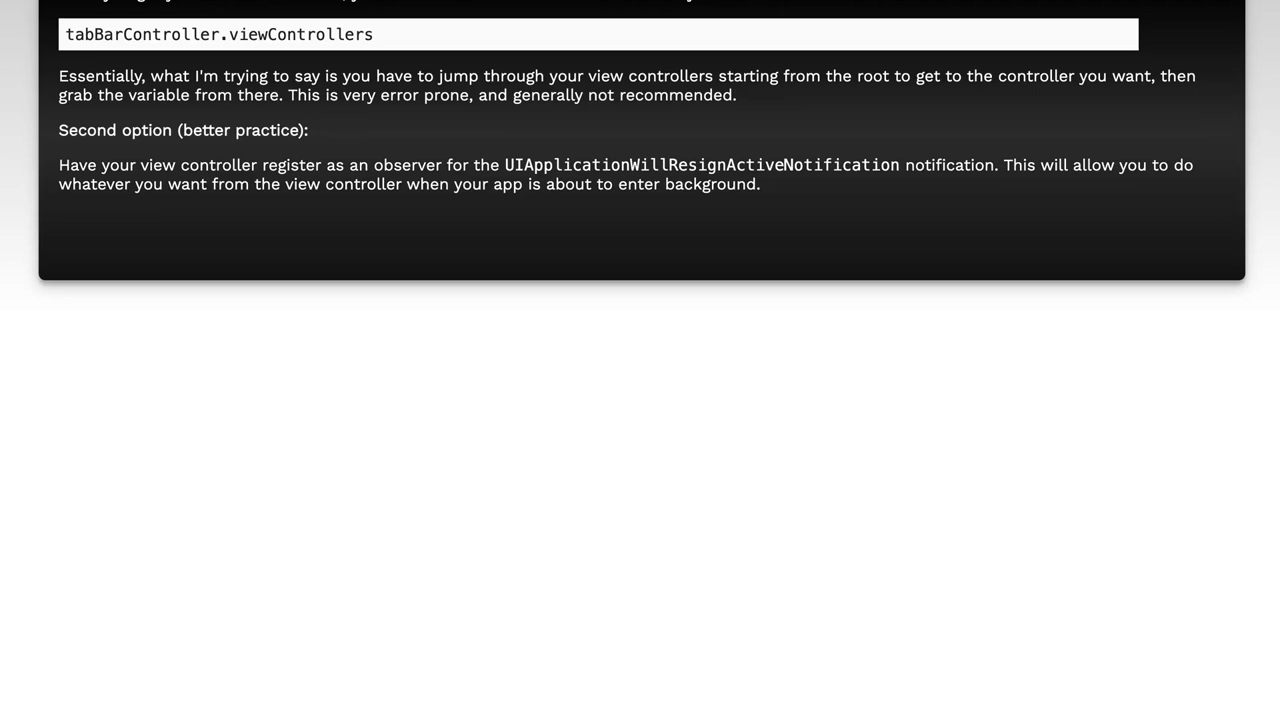 tabBarController.viewControllers
Essentially, what I'm trying to say is you have to jump through your view controllers starting from the root to get to the controller you want, then
grab the variable from there. This is very error prone, and generally not recommended.
Second option (better practice):
Have your view controller register as an observer for the UIApplicationWillResignActiveNotification notification. This will allow you to do
whatever you want from the view controller when your app is about to enter background.